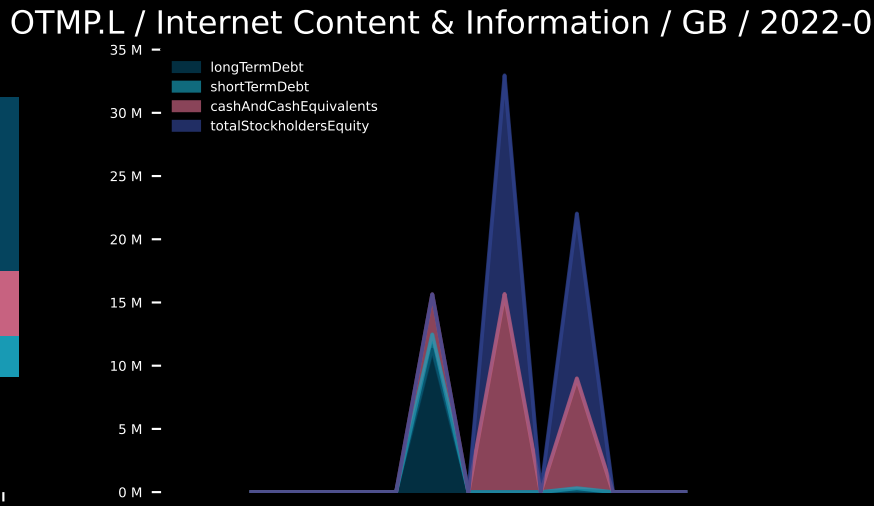 OTMP.L / Internet Content & Information / GB / 2022-0
35 M
30 M
25 M
20 M
15 M
10 M
5 M
0 M
longTermDebt
shortTermDebt
cashAndCashEquivalents
totalStockholdersEquity